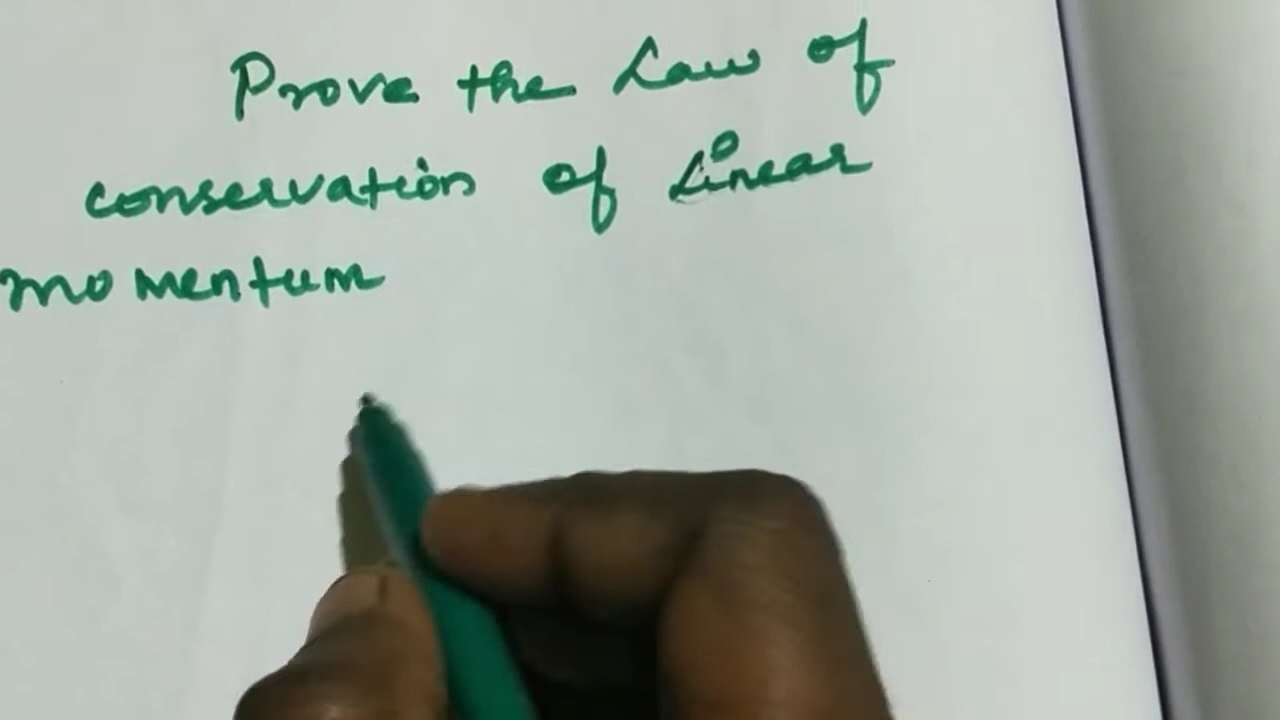 Prove the Law of
conservation of Linear
momentum